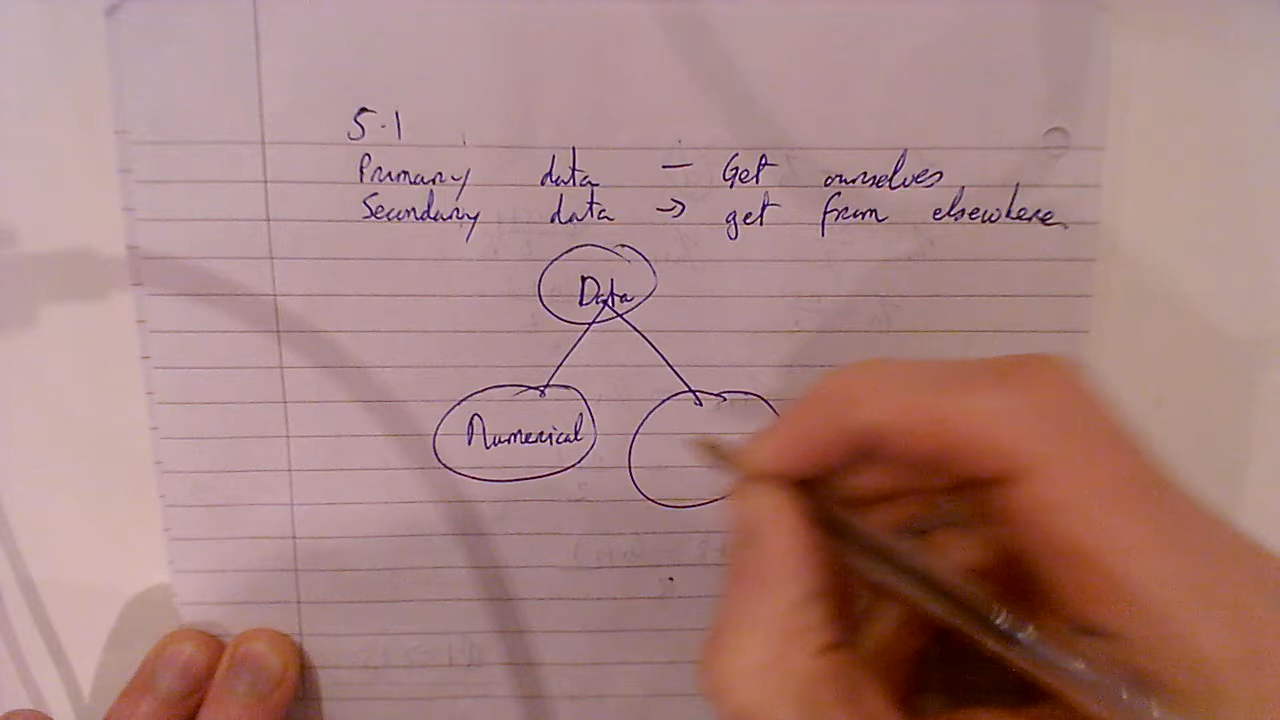 5.1
Primary data - Get ourselves
Secondary data → get from elsewhere
Data
Numerical